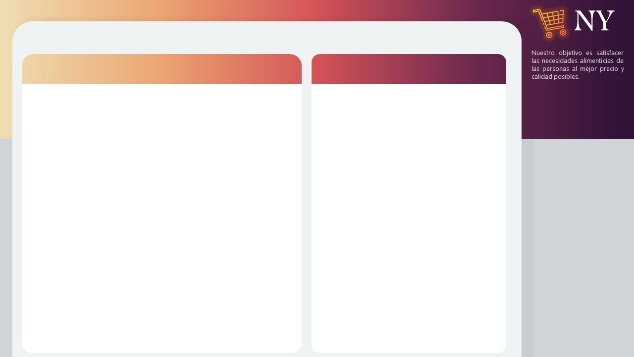 NY
Nuestro objetivo es satisfacer
las necesidades alimenticias de
las personas al mejor precio y
calidad posibles.